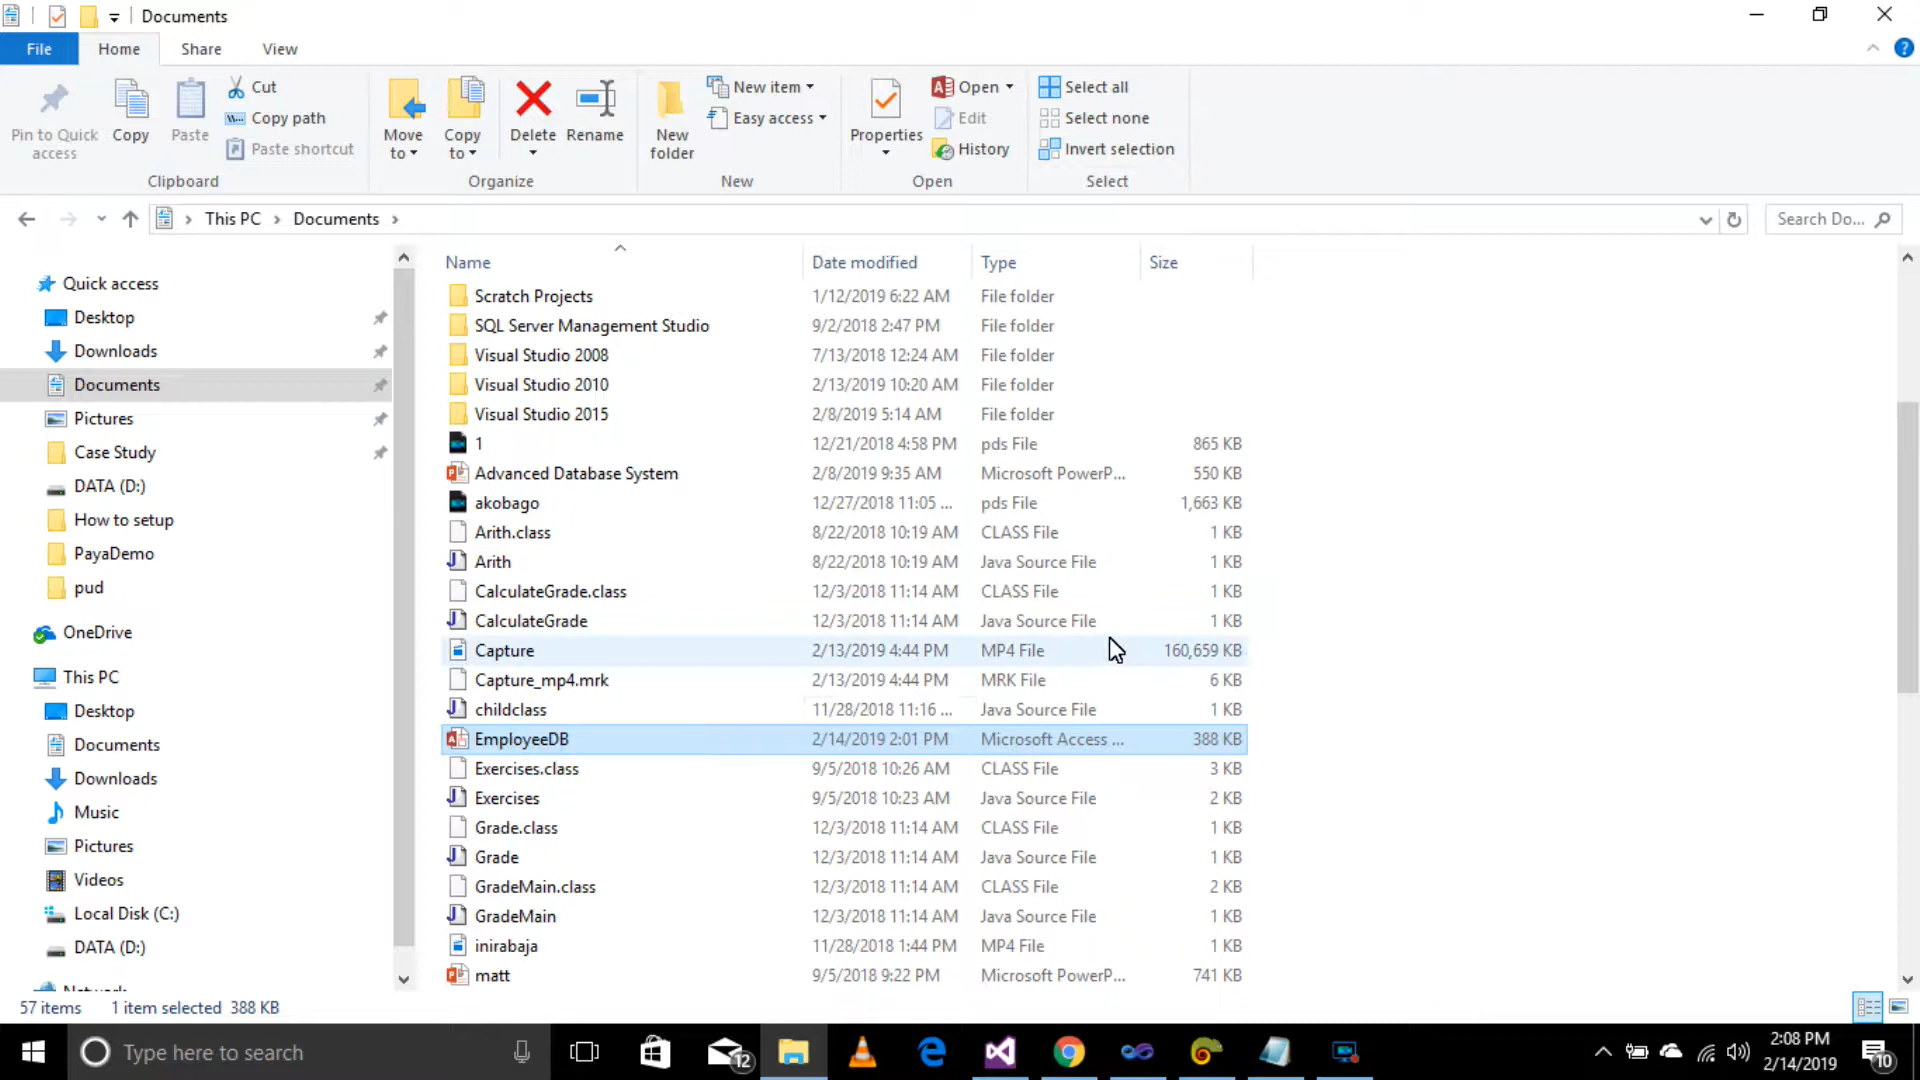 Documents
File
Home
Share
View
Pin to Quick access
Copy
Paste
Cut
Copy path
Paste shortcut
Clipboard
Move to
Copy to
Delete
Rename
Organize
New folder
New item
Easy access
New
Properties
Open
Edit
History
Open
Select all
Select none
Invert selection
Select
This PC > Documents >
Search Do...
Quick access
Desktop
Downloads
Documents
Pictures
Case Study
DATA (D:)
How to setup
PayaDemo
pud
OneDrive
This PC
Desktop
Documents
Downloads
Music
Pictures
Videos
Local Disk (C:)
DATA (D:)
Network
Name Date modified Type Size
Scratch Projects 1/12/2019 6:22 AM File folder
SQL Server Management Studio 9/2/2018 2:47 PM File folder
Visual Studio 2008 7/13/2018 12:24 AM File folder
Visual Studio 2010 2/13/2019 10:20 AM File folder
Visual Studio 2015 2/8/2019 5:14 AM File folder
1 12/21/2018 4:58 PM pds File 865 KB
Advanced Database System 2/8/2019 9:35 AM Microsoft PowerP... 550 KB
akobago 12/27/2018 11:05 ... pds File 1,663 KB
Arith.class 8/22/2018 10:19 AM CLASS File 1 KB
Arith 8/22/2018 10:19 AM Java Source File 1 KB
CalculateGrade.class 12/3/2018 11:14 AM CLASS File 1 KB
CalculateGrade 12/3/2018 11:14 AM Java Source File 1 KB
Capture 2/13/2019 4:44 PM MP4 File 160,659 KB
Capture_mp4.mrk 2/13/2019 4:44 PM MRK File 6 KB
childclass 11/28/2018 11:16 ... Java Source File 1 KB
EmployeeDB 2/14/2019 2:01 PM Microsoft Access ... 388 KB
Exercises.class 9/5/2018 10:26 AM CLASS File 3 KB
Exercises 9/5/2018 10:23 AM Java Source File 2 KB
Grade.class 12/3/2018 11:14 AM CLASS File 1 KB
Grade 12/3/2018 11:14 AM Java Source File 1 KB
GradeMain.class 12/3/2018 11:14 AM CLASS File 2 KB
GradeMain 12/3/2018 11:14 AM Java Source File 1 KB
inirabaja 11/28/2018 1:44 PM MP4 File 1 KB
matt 9/5/2018 9:22 PM Microsoft PowerP... 741 KB
57 items 1 item selected 388 KB
Type here to search
12
2:08 PM
2/14/2019
10